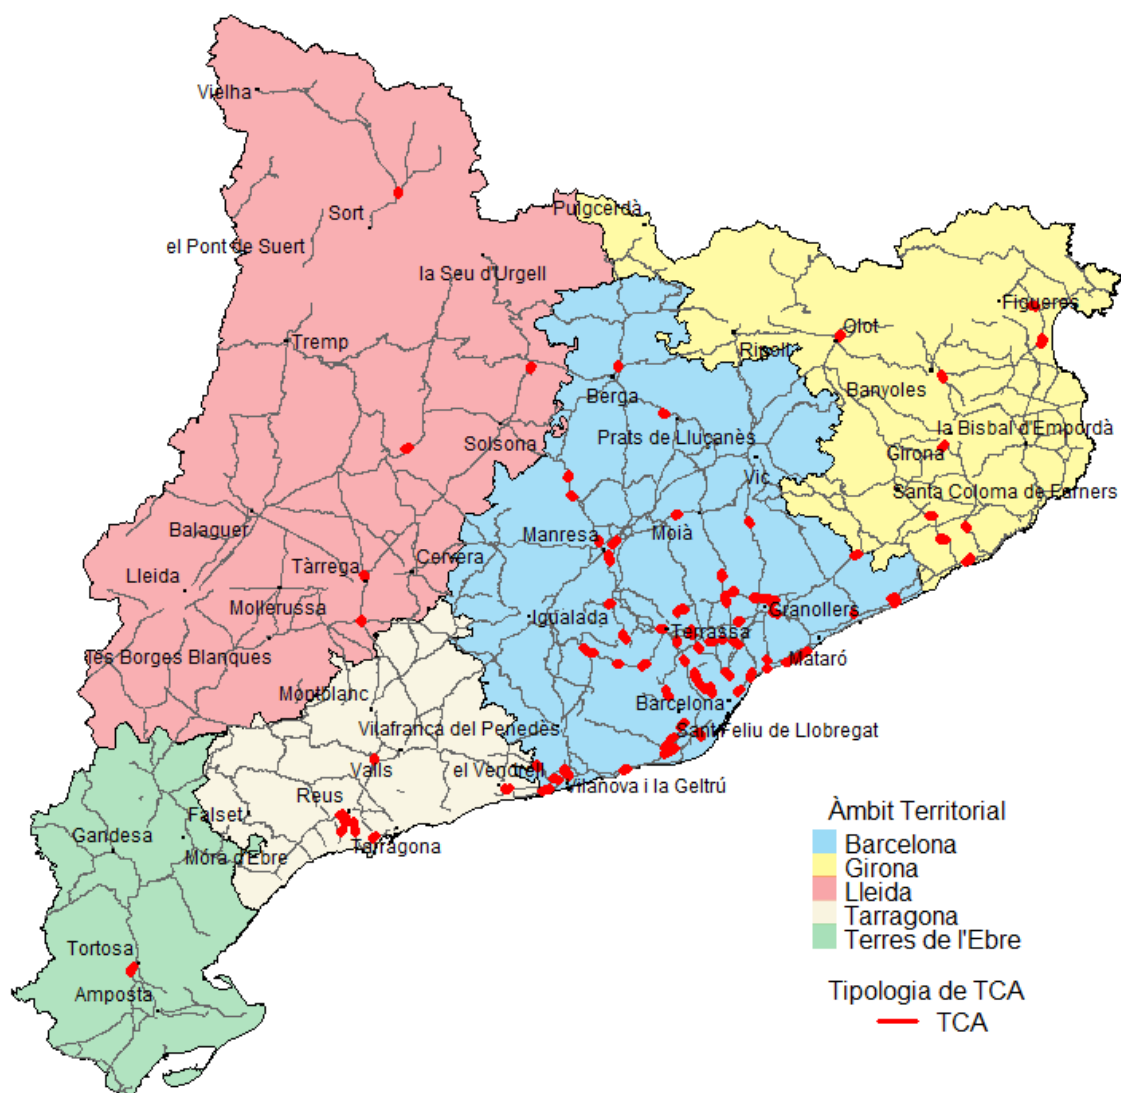 Vielha
Sort
Puigcerdà
el Pont de Suert
la Seu d'Urgell
Figueres
Olot
Tremp
Ripoll
Berga
Banyoles
la Bisbal d'Empordà
Prats de Lluçanès
Solsona
Girona
Vic
Santa Coloma de Farners
Balaguer
Manresa
Moià
Cervera
Tàrrega
Lleida
Mollerussa
Igualada
Granollers
Terrassa
les Borges Blanques
Mataró
Montblanc
Barcelona
Vilafranca del Penedès
Sant Feliu de Llobregat
Valls
el Vendrell
Vilanova i la Geltrú
Reus
Falset
Gandesa
Tarragona
Móra d'Ebre
Tortosa
Amposta
Àmbit Territorial
Barcelona
Girona
Lleida
Tarragona
Terres de l'Ebre
Tipologia de TCA
TCA